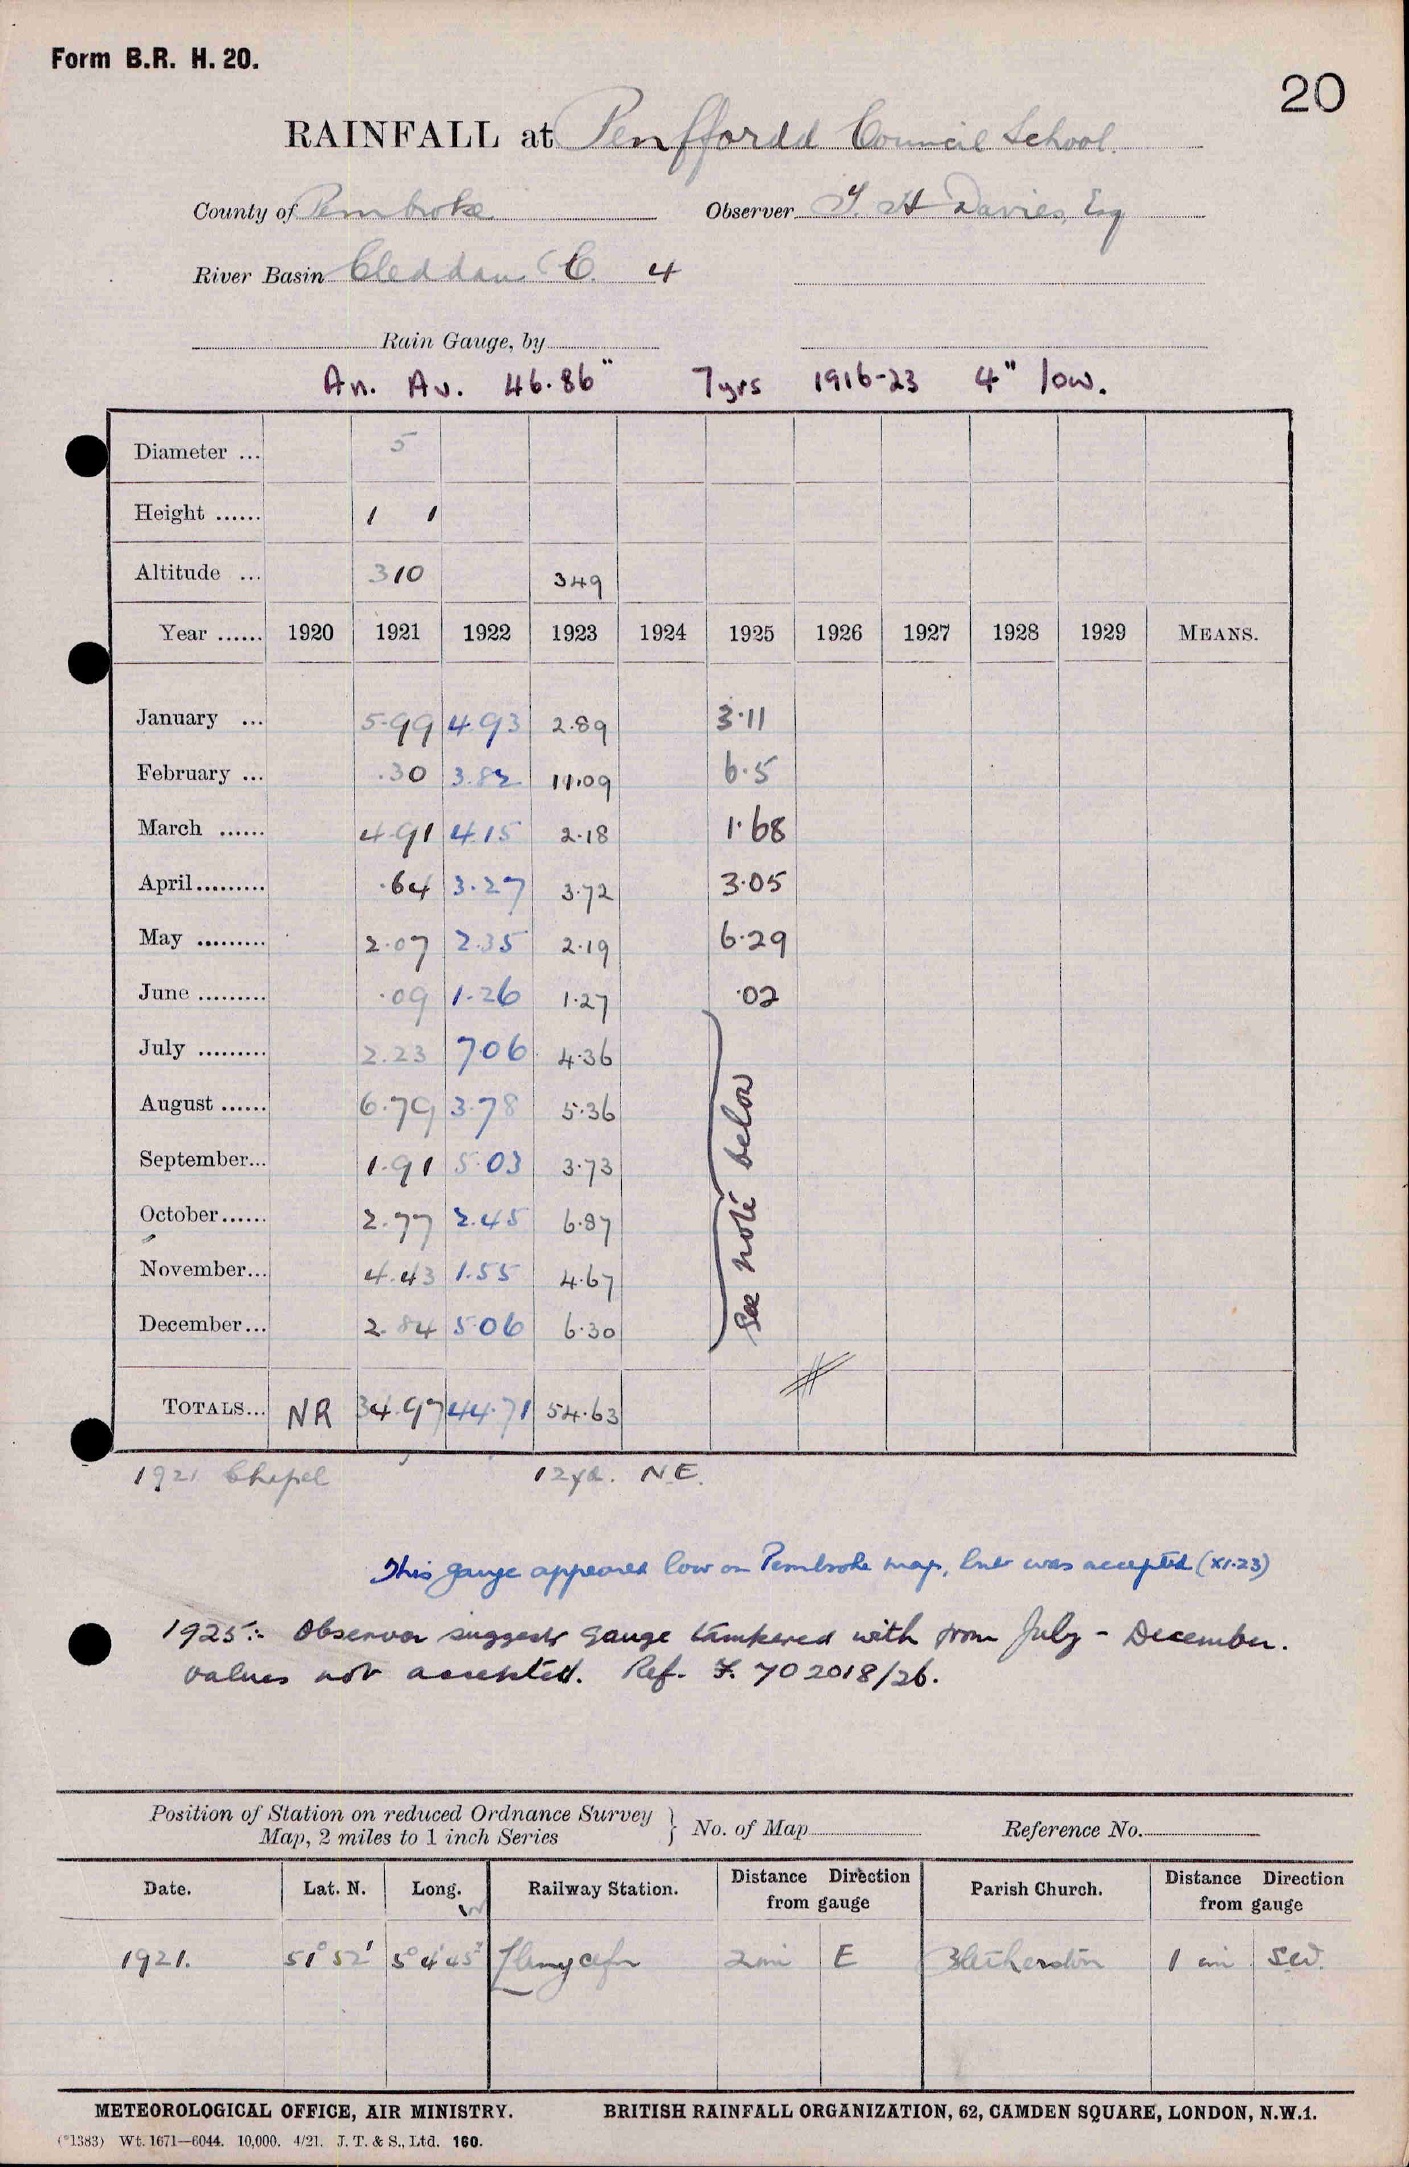 Form B.R. H. 20.
20
RAINFALL at Penffordd Council School.
County of Pembroke Observer T. H Davies, Esq
River Basin Cleddau (C. 4
Rain Gauge, by
An. Av. 46.86" 7yrs 1916-23 4" low.
Diameter ... 5
Height ...... 1 1
Altitude ... 310 349
Year ...... 1920 1921 1922 1923 1924 1925 1926 1927 1928 1929 MEANS.
January ... 5.99 4.93 2.89 3.11
February ... .30 3.82 11.09 6.5
March ...... 4.91 4.15 2.18 1.68
April......... .64 3.27 3.72 3.05
May ......... 2.07 2.35 2.19 6.29
June ......... .09 1.26 1.27 .02
July ......... 2.23 7.06 4.36
August ...... 6.79 3.78 5.36
September... 1.91 5.03 3.73
October...... 2.77 2.45 6.87
November... 4.43 1.55 4.67
December... 2.84 5.06 6.30
See note below
TOTALS... NR 34.97 44.71 54.63
1921 Chapel 12yd. N.E.
This gauge appeared low on Pembroke map, but was accepted (XI.23)
1925:- Observer suggests gauge tampered with from July - December.
values not accepted. Ref. F. 702018/26.
Position of Station on reduced Ordnance Survey
Map, 2 miles to 1 inch Series } No. of Map Reference No.
Date. Lat. N. Long. W Railway Station. Distance Direction from gauge Parish Church. Distance Direction from gauge
1921. 51° 52' 5° 4' 45" Llanycefn 2 mi E Bletherston 1 mi S.W.
METEOROLOGICAL OFFICE, AIR MINISTRY. BRITISH RAINFALL ORGANIZATION, 62, CAMDEN SQUARE, LONDON, N.W.1.
(*1383) Wt. 1671—6044. 10,000. 4/21. J. T. & S., Ltd. 160.